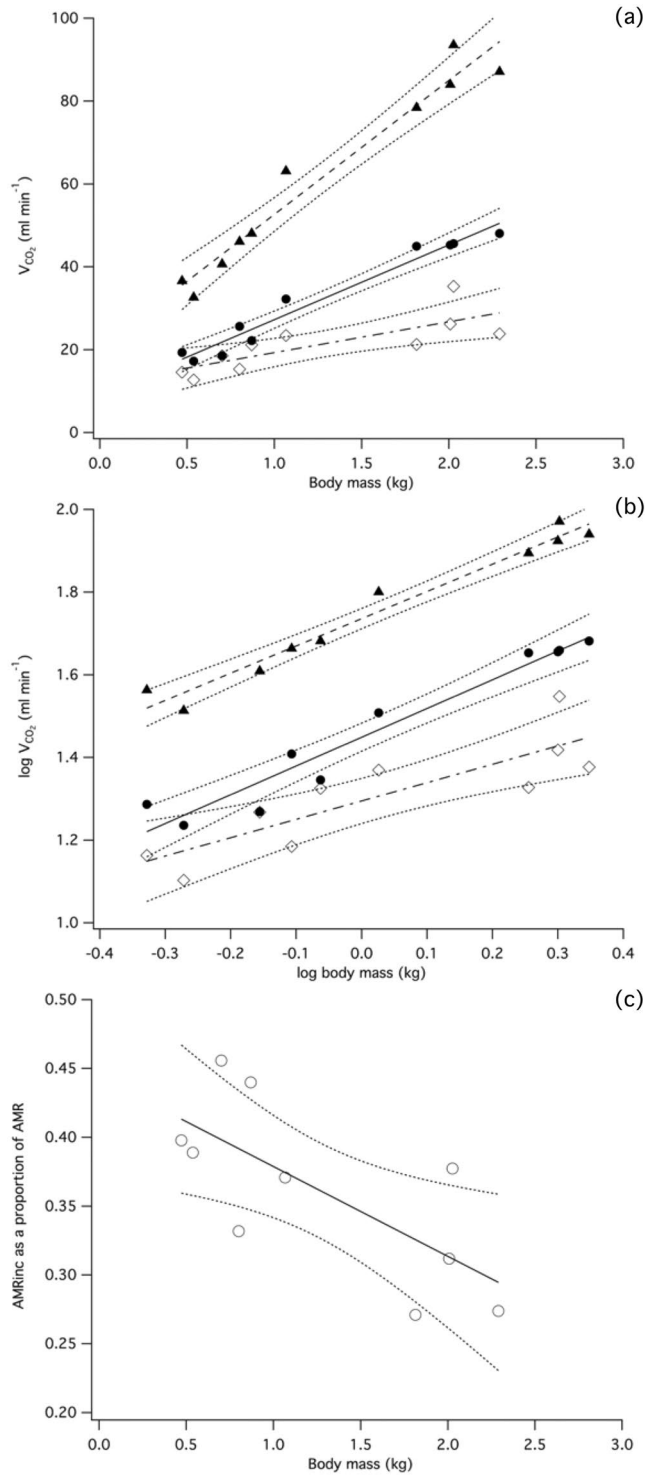 (a)
100
80
60
40
20
0
V_CO₂ (ml min⁻¹)
0.0 0.5 1.0 1.5 2.0 2.5 3.0
Body mass (kg)
(b)
2.0
1.8
1.6
1.4
1.2
1.0
log V_CO₂ (ml min⁻¹)
-0.4 -0.3 -0.2 -0.1 0.0 0.1 0.2 0.3 0.4
log body mass (kg)
(c)
0.50
0.45
0.40
0.35
0.30
0.25
0.20
AMRinc as a proportion of AMR
0.0 0.5 1.0 1.5 2.0 2.5 3.0
Body mass (kg)